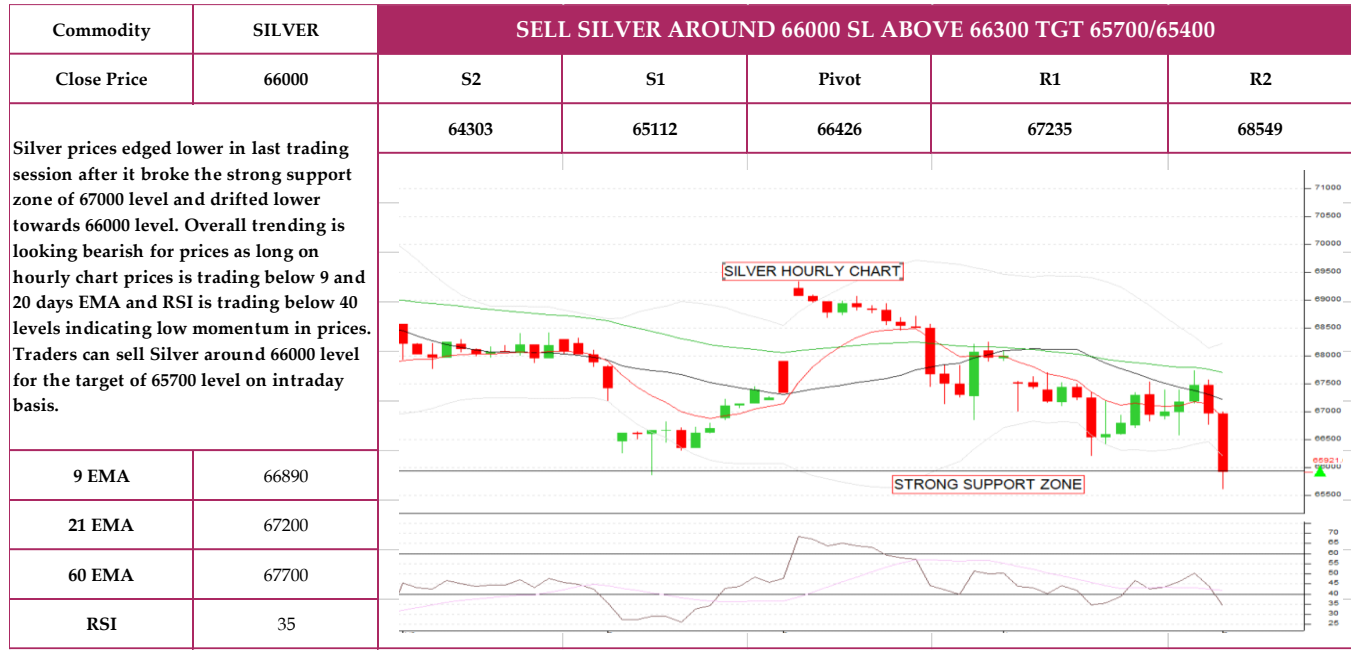 Commodity
SILVER
SELL SILVER AROUND 66000 SL ABOVE 66300 TGT 65700/65400
Close Price
66000
S2
S1
Pivot
R1
R2
64303
65112
66426
67235
68549
Silver prices edged lower in last trading
session after it broke the strong support
zone of 67000 level and drifted lower
towards 66000 level. Overall trending is
looking bearish for prices as long on
hourly chart prices is trading below 9 and
20 days EMA and RSI is trading below 40
levels indicating low momentum in prices.
Traders can sell Silver around 66000 level
for the target of 65700 level on intraday
basis.
9 EMA
66890
21 EMA
67200
60 EMA
67700
RSI
35
SILVER HOURLY CHART
STRONG SUPPORT ZONE
71000
70500
70000
69500
69000
68500
68000
67500
67000
66500
66000
65500
70
65
60
55
50
45
40
35
30
25